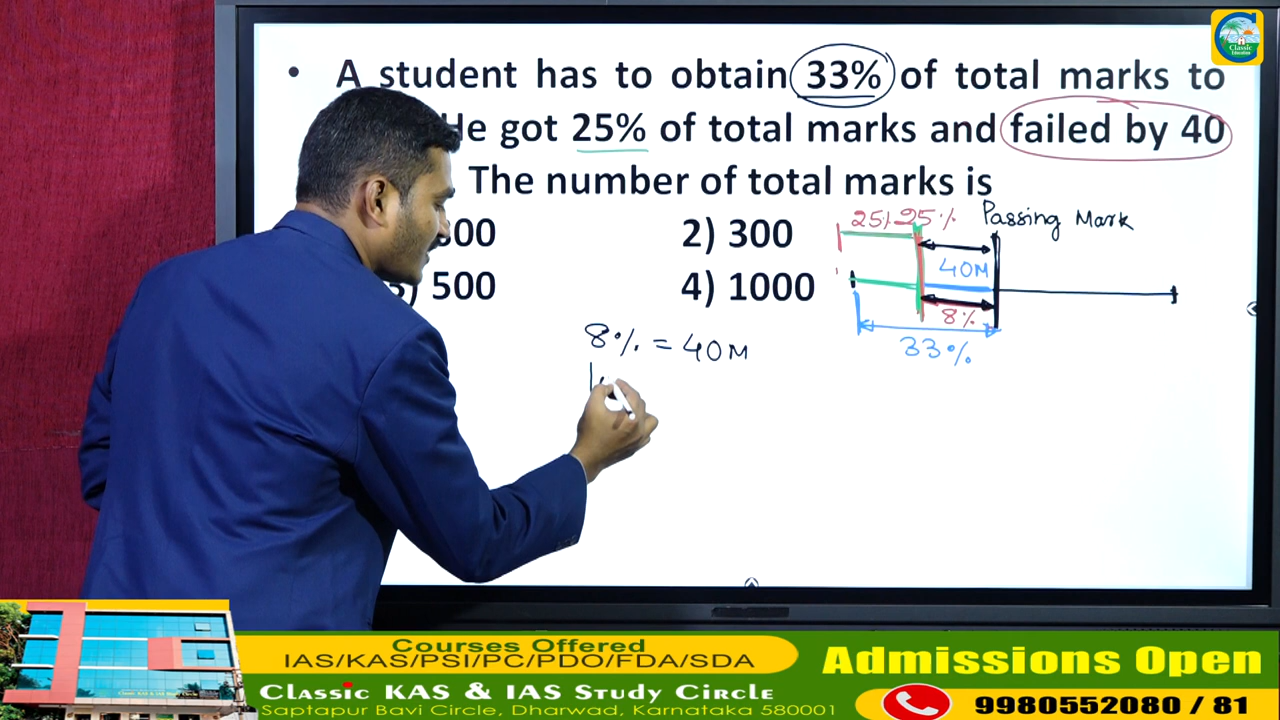 • A student has to obtain 33% of total marks to
He got 25% of total marks and failed by 40
The number of total marks is
00 2) 300
) 500 4) 1000
25% 25% Passing Mark
40M
8%
33%
8% = 40M
Classic
Education
Courses Offered
IAS/KAS/PSI/PC/PDO/FDA/SDA
Classic KAS & IAS Study Circle
Saptapur Bavi Circle, Dharwad, Karnataka 580001
Admissions Open
9980552080 / 81